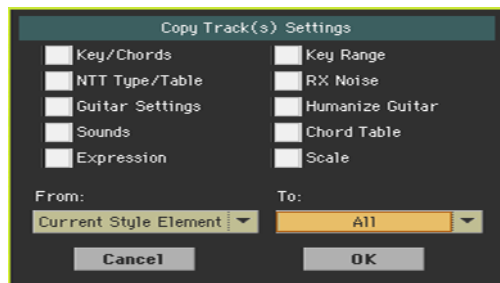 Copy Track(s) Settings
Key/Chords
Key Range
NTT Type/Table
RX Noise
Guitar Settings
Humanize Guitar
Sounds
Chord Table
Expression
Scale
From:
To:
Current Style Element
All
Cancel
OK